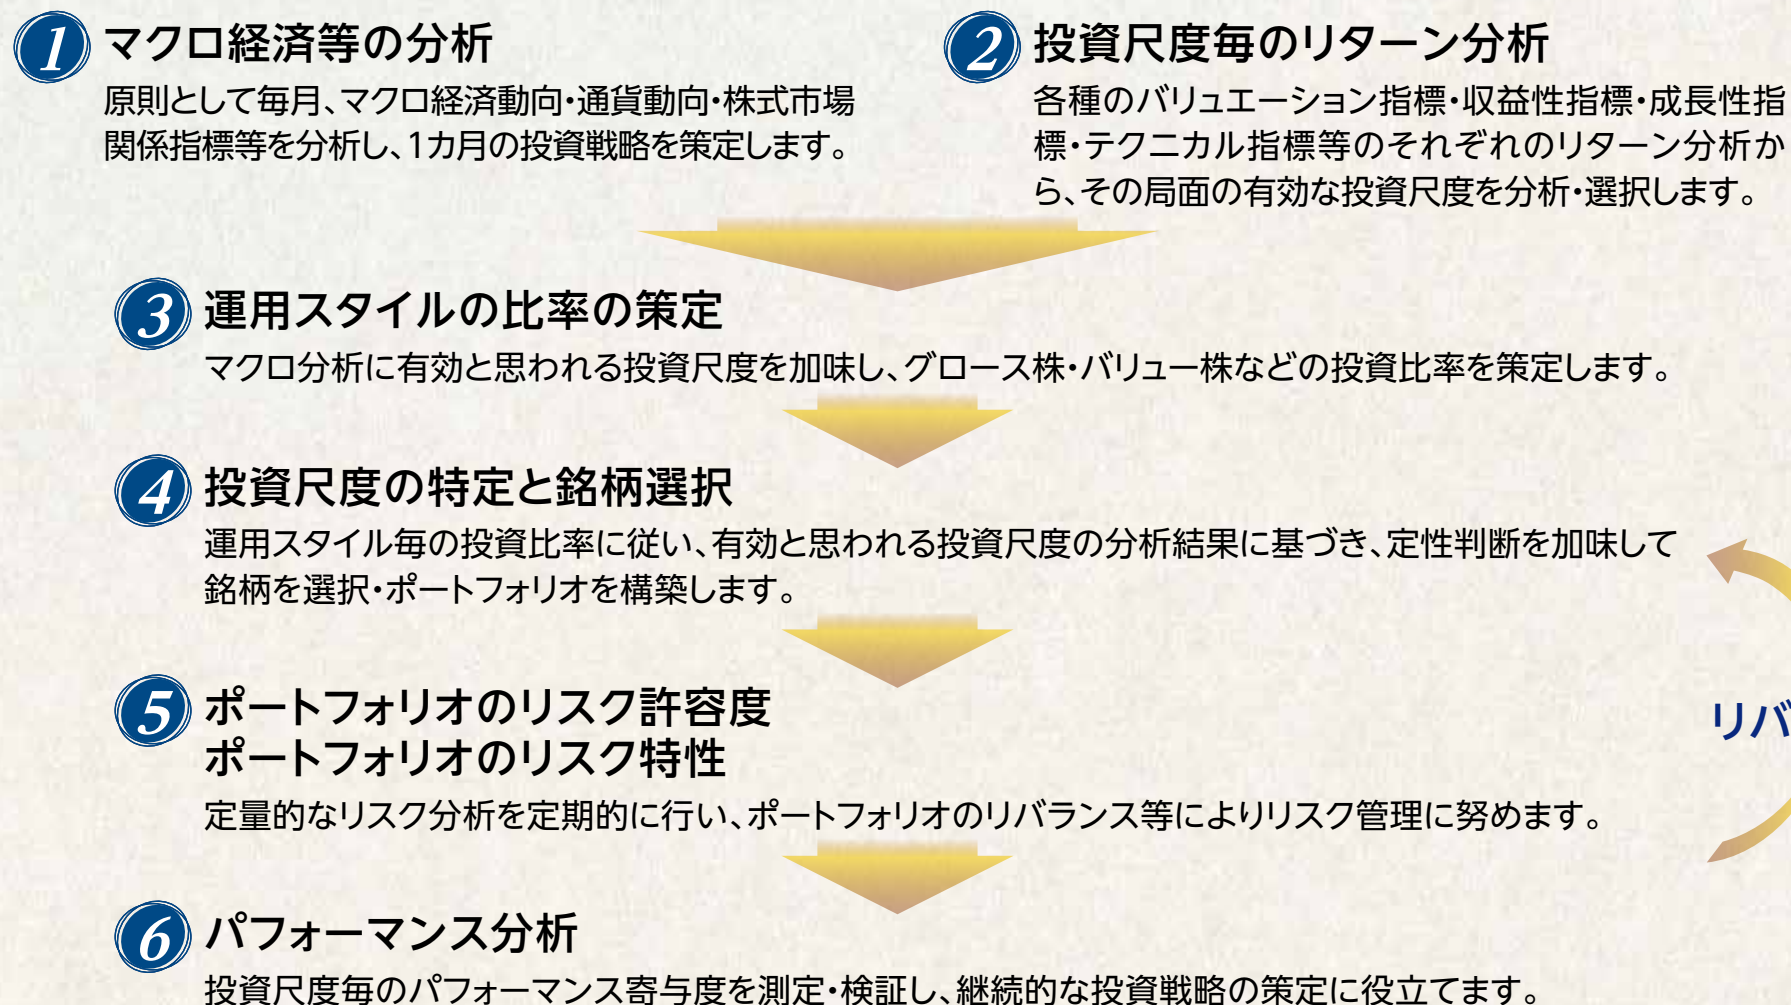 1 マクロ経済等の分析
原則として毎月、マクロ経済動向・通貨動向・株式市場
関係指標等を分析し、1カ月の投資戦略を策定します。
2 投資尺度毎のリターン分析
各種のバリュエーション指標・収益性指標・成長性指
標・テクニカル指標等のそれぞれのリターン分析か
ら、その局面の有効な投資尺度を分析・選択します。
3 運用スタイルの比率の策定
マクロ分析に有効と思われる投資尺度を加味し、グロース株・バリュー株などの投資比率を策定します。
4 投資尺度の特定と銘柄選択
運用スタイル毎の投資比率に従い、有効と思われる投資尺度の分析結果に基づき、定性判断を加味して
銘柄を選択・ポートフォリオを構築します。
5 ポートフォリオのリスク許容度
ポートフォリオのリスク特性
定量的なリスク分析を定期的に行い、ポートフォリオのリバランス等によりリスク管理に努めます。
リバ
6 パフォーマンス分析
投資尺度毎のパフォーマンス寄与度を測定・検証し、継続的な投資戦略の策定に役立てます。